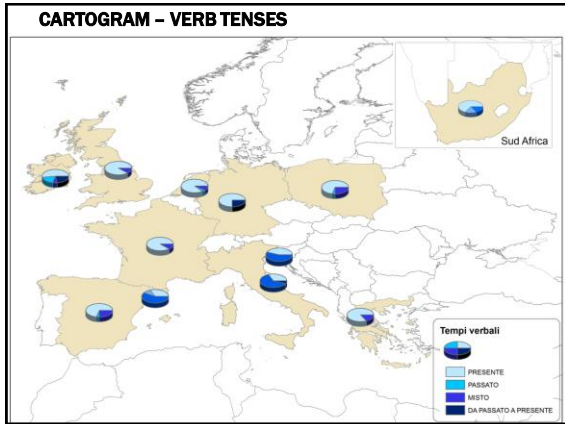 CARTOGRAM – VERB TENSES
Sud Africa
Tempi verbali
PRESENTE
PASSATO
MISTO
DA PASSATO A PRESENTE